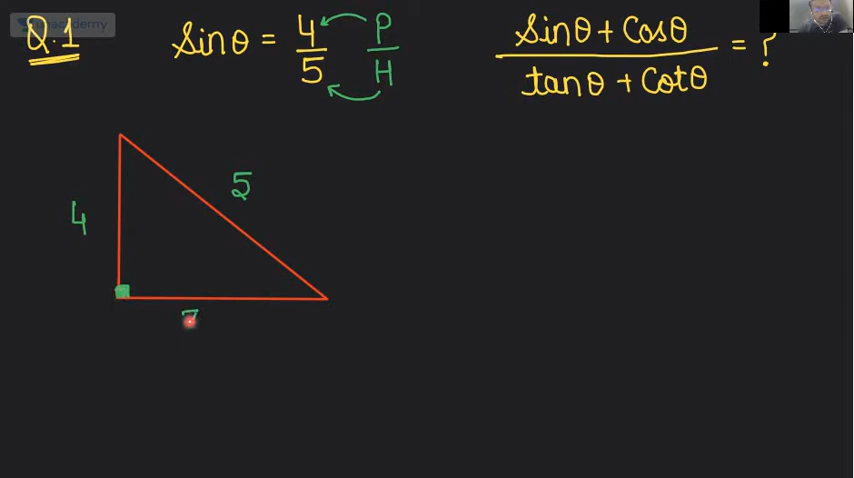 Q.1 Sinθ = 4/5 P/H (Sinθ + Cosθ)/(tanθ + Cotθ) = ?
5
4